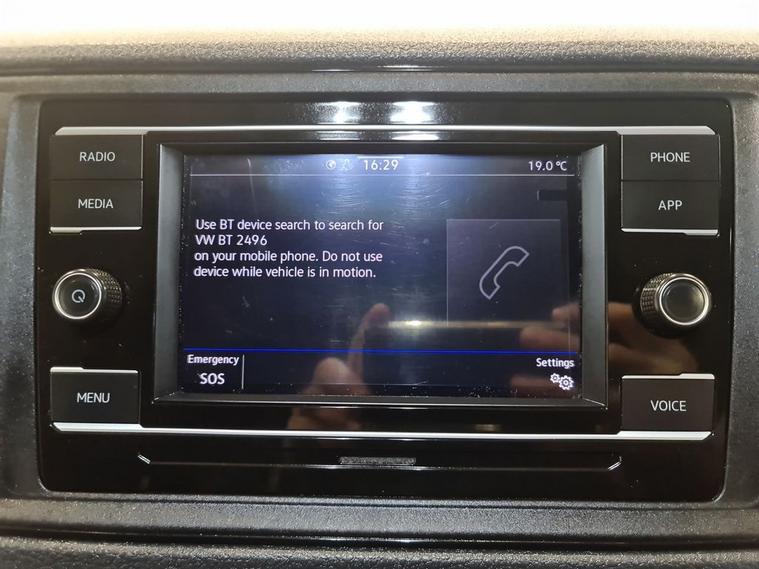 RADIO
MEDIA
MENU
16:29
19.0 °C
Use BT device search to search for
VW BT 2496
on your mobile phone. Do not use
device while vehicle is in motion.
Emergency
SOS
Settings
PHONE
APP
VOICE